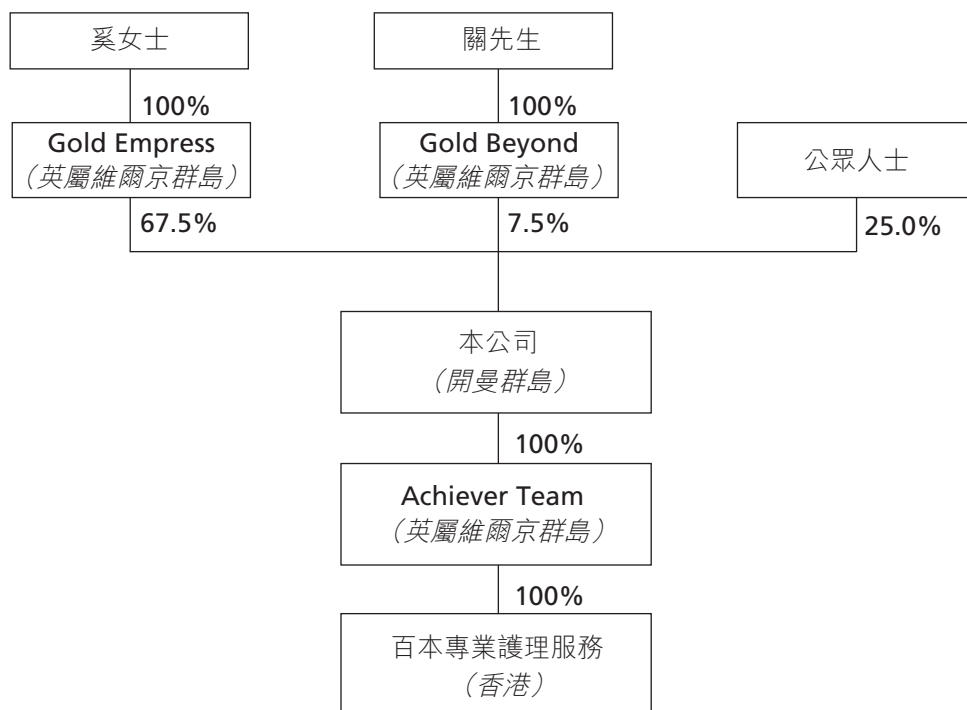 奚女士
關先生
100%
100%
Gold Empress
（英屬維爾京群島）
Gold Beyond
（英屬維爾京群島）
公眾人士
67.5%
7.5%
25.0%
本公司
（開曼群島）
100%
Achiever Team
（英屬維爾京群島）
100%
百本專業護理服務
（香港）